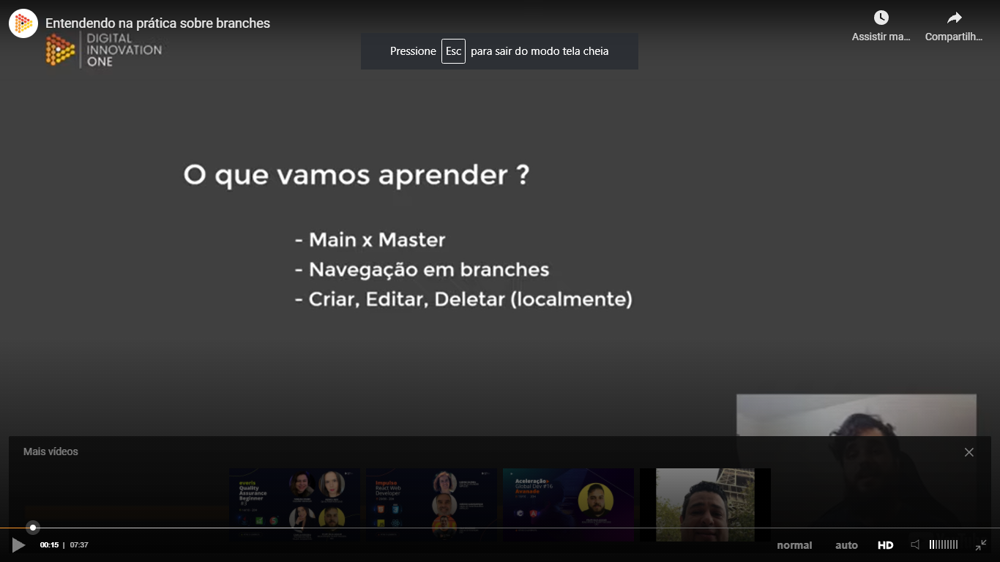 Entendendo na prática sobre branches
Assistir ma...
Compartilh...
DIGITAL
INNOVATION
ONE
Pressione Esc para sair do modo tela cheia
O que vamos aprender ?
- Main x Master
- Navegação em branches
- Criar, Editar, Deletar (localmente)
Mais vídeos
everis
Quality
Assurance
Beginner
#3
Impulso
React Web
Developer
Aceleração
Global Dev #16
Avanade
00:15 | 07:37
normal
auto
HD